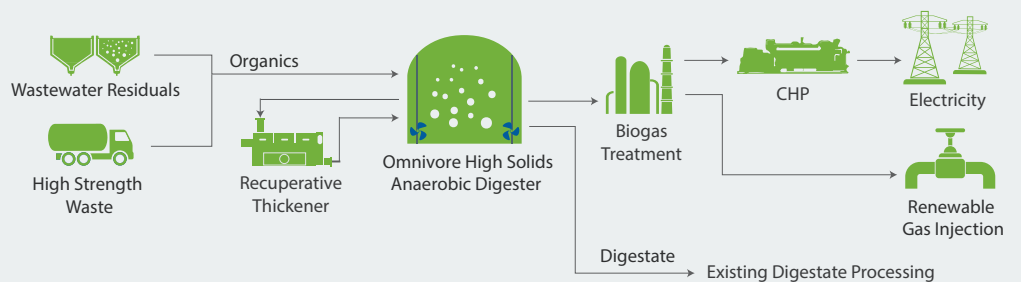 Organics
Wastewater Residuals
High Strength
Waste
Recuperative
Thickener
Omnivore High Solids
Anaerobic Digester
Biogas
Treatment
CHP
Electricity
Renewable
Gas Injection
Digestate
Existing Digestate Processing